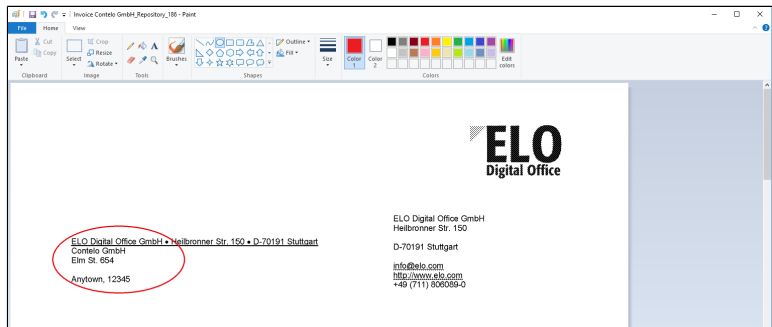 Invoice Contelo GmbH_Repository_186 - Paint
File Home View
Paste
Cut
Copy
Clipboard
Select
Crop
Resize
Rotate
Image
Tools
Brushes
Outline
Fill
Shapes
Size
Color 1
Color 2
Edit colors
Colors
ELO
Digital Office
ELO Digital Office GmbH
Heilbronner Str. 150
D-70191 Stuttgart
info@elo.com
http://www.elo.com
+49 (711) 806089-0
ELO Digital Office GmbH • Heilbronner Str. 150 • D-70191 Stuttgart
Contelo GmbH
Elm St. 654
Anytown, 12345